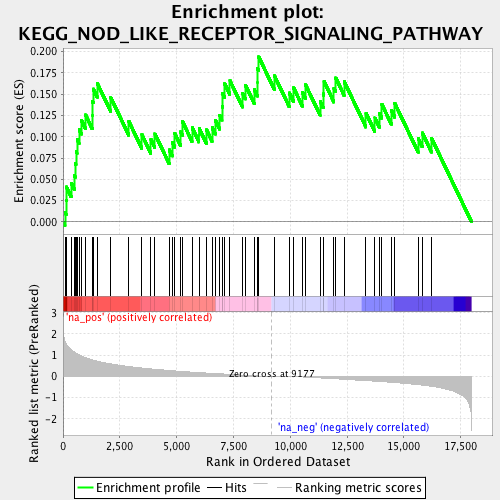 Enrichment plot:
KEGG_NOD_LIKE_RECEPTOR_SIGNALING_PATHWAY
Enrichment score (ES)
0.200
0.175
0.150
0.125
0.100
0.075
0.050
0.025
0.000
'na_pos' (positively correlated)
Ranked list metric (PreRanked)
3
2
1
0
-1
-2
Zero cross at 9177
'na_neg' (negatively correlated)
0 2,500 5,000 7,500 10,000 12,500 15,000 17,500
Rank in Ordered Dataset
Enrichment profile Hits Ranking metric scores